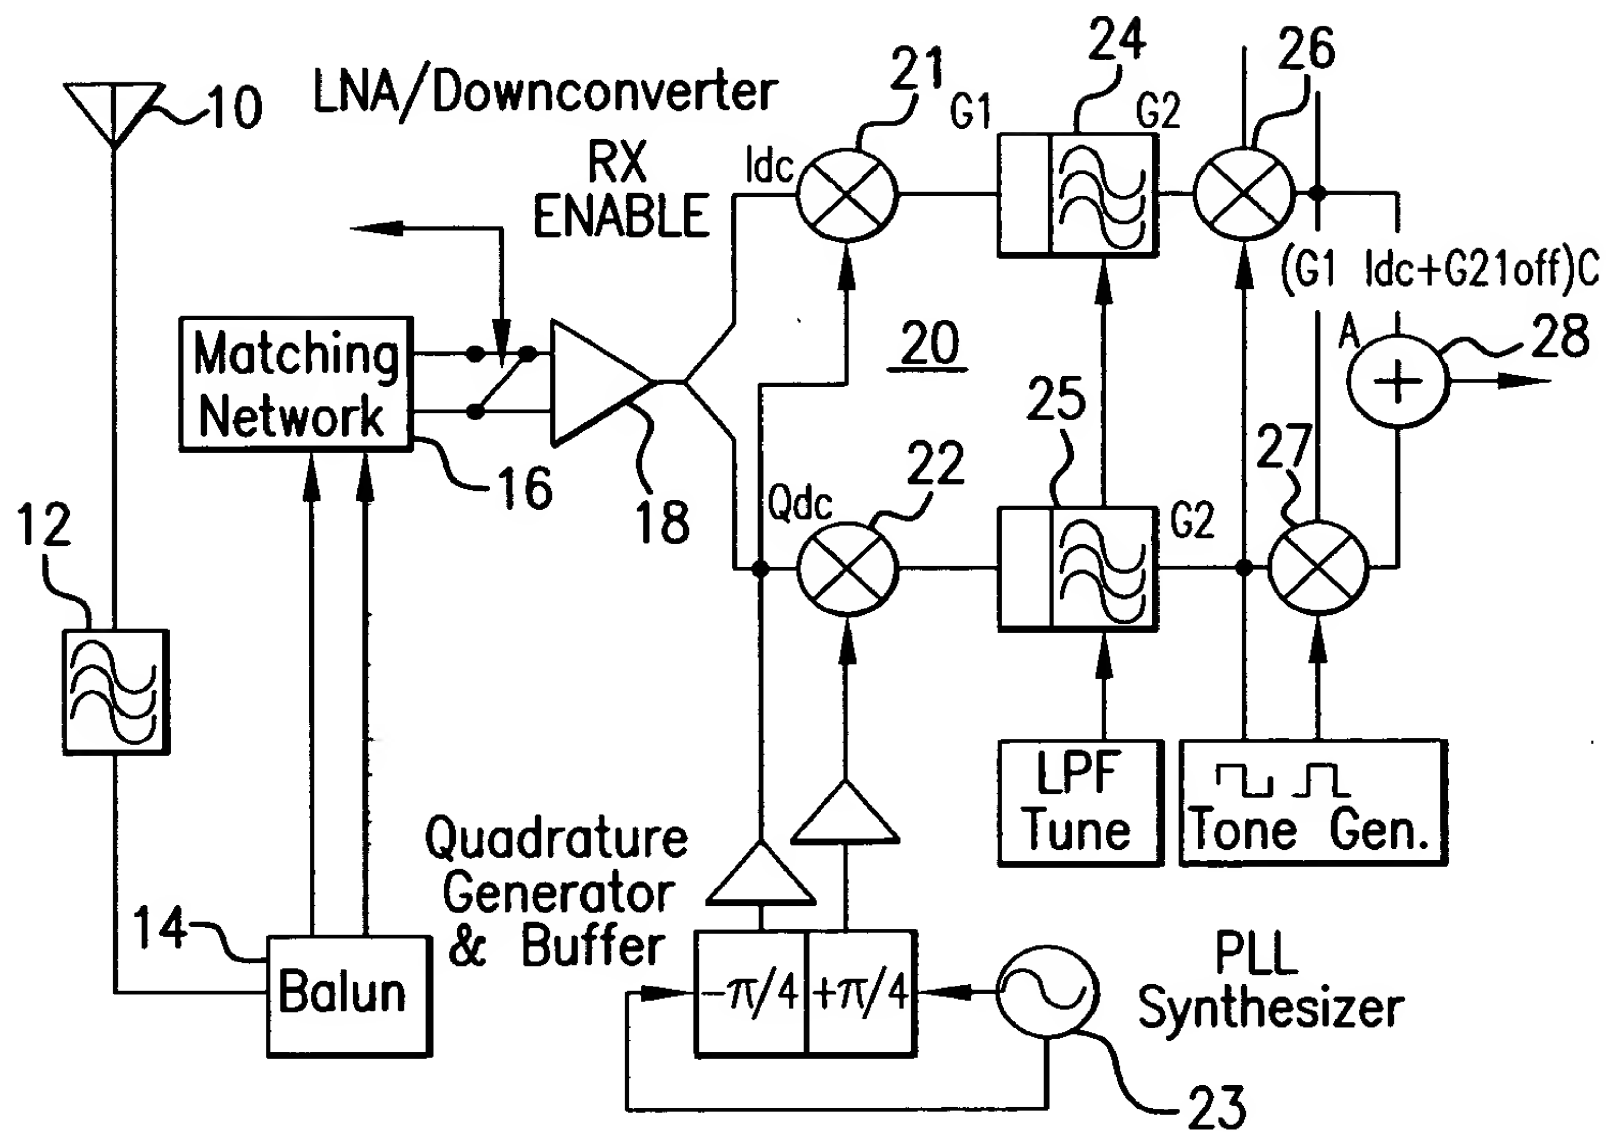 10
LNA/Downconverter
RX
ENABLE
Idc
21
G1
24
G2
26
(G1 Idc+G21off)C
Matching
Network
16
18
20
A
+
28
12
Qdc
22
25
G2
27
LPF
Tune
Tone Gen.
Quadrature
Generator
& Buffer
14
Balun
−π/4
+π/4
PLL
Synthesizer
23